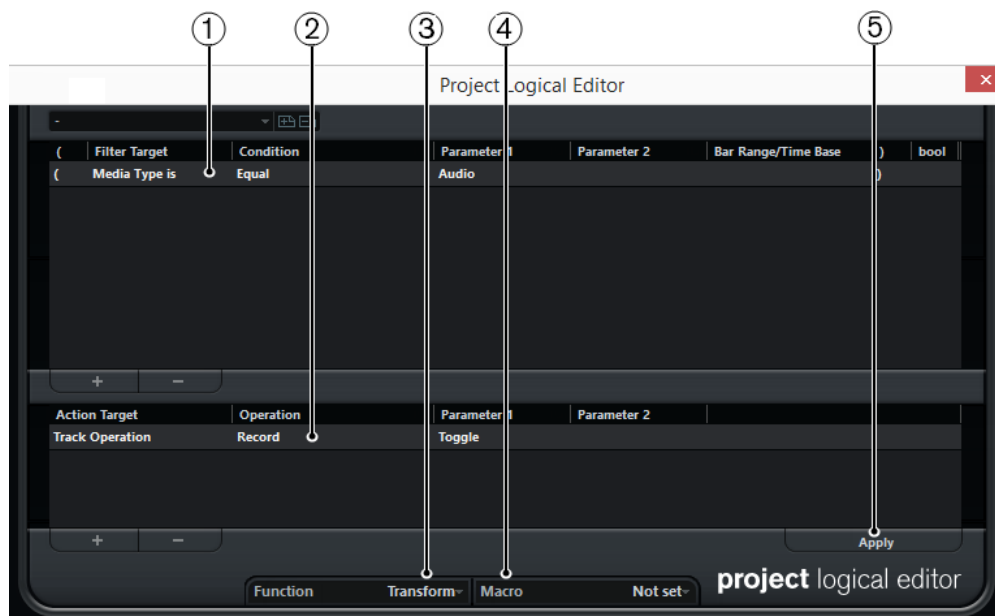 1 2 3 4 5
Project Logical Editor
-
( Filter Target Condition Parameter 1 Parameter 2 Bar Range/Time Base ) bool
( Media Type is Equal Audio )
+ −
Action Target Operation Parameter 1 Parameter 2
Track Operation Record Toggle
+ − Apply
Function Transform Macro Not set project logical editor